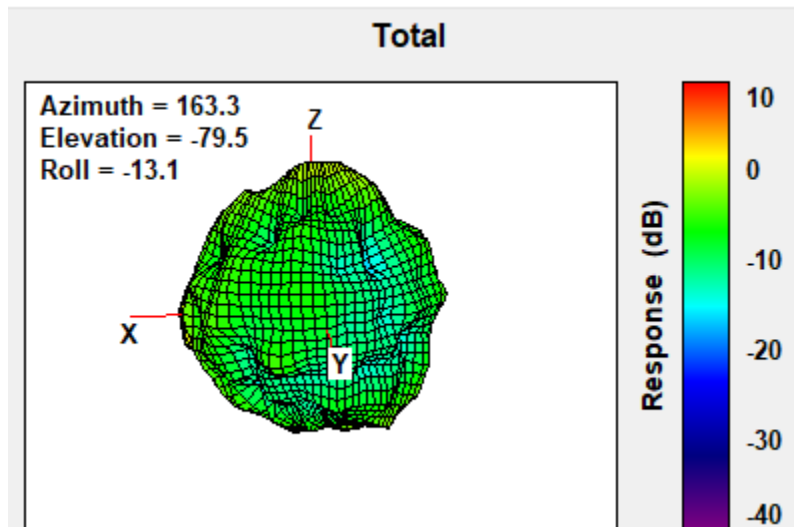 Total
Azimuth = 163.3
Elevation = -79.5
Roll = -13.1
Z
X
Y
Response (dB)
10
0
-10
-20
-30
-40